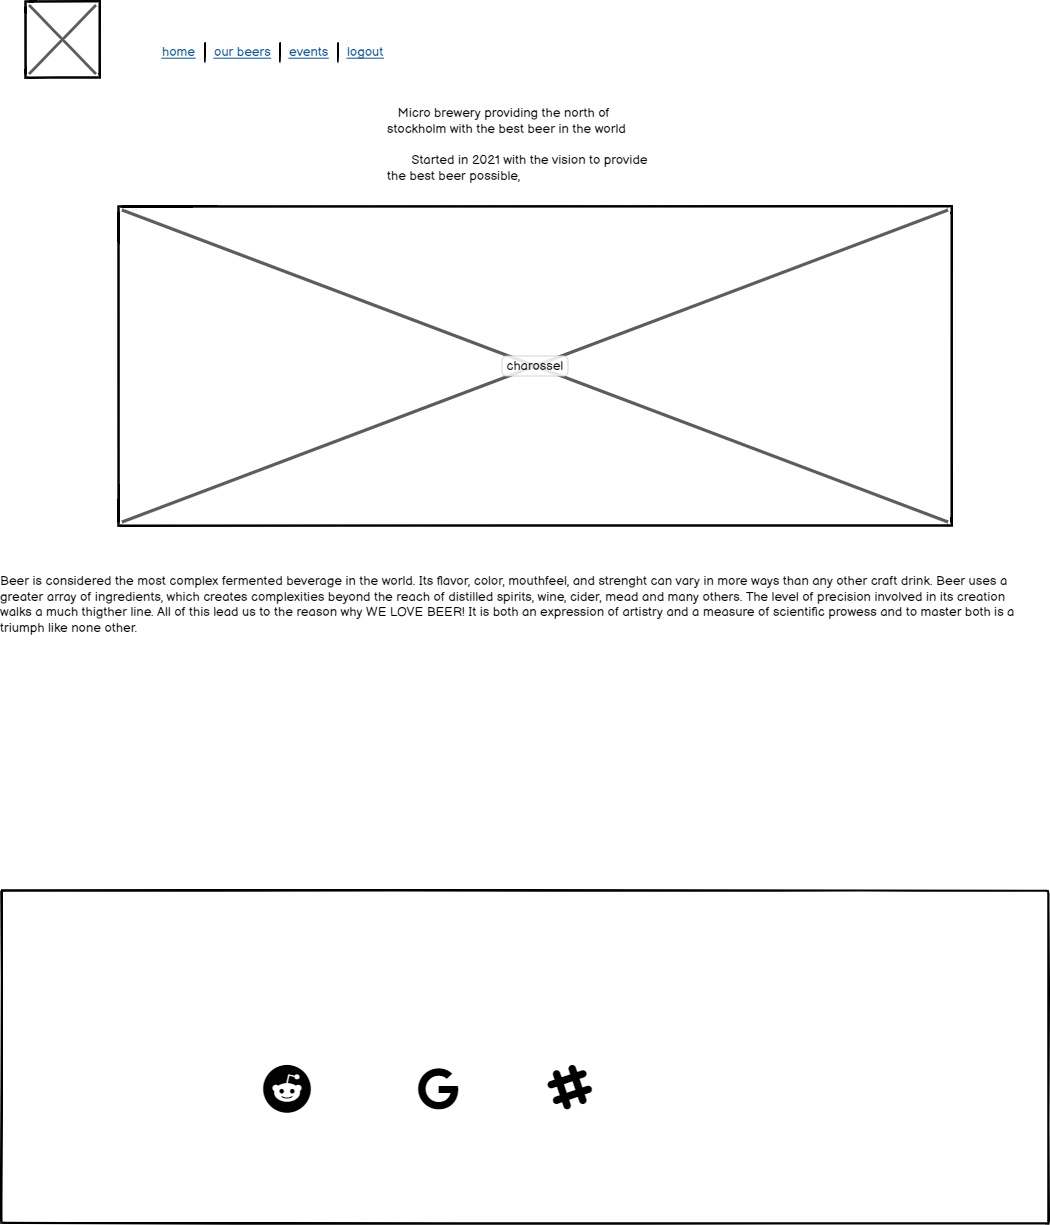 home | our beers | events | logout
Micro brewery providing the north of
stockholm with the best beer in the world
Started in 2021 with the vision to provide
the best beer possible,
charossel
Beer is considered the most complex fermented beverage in the world. Its flavor, color, mouthfeel, and strenght can vary in more ways than any other craft drink. Beer uses a
greater array of ingredients, which creates complexities beyond the reach of distilled spirits, wine, cider, mead and many others. The level of precision involved in its creation
walks a much thigther line. All of this lead us to the reason why WE LOVE BEER! It is both an expression of artistry and a measure of scientific prowess and to master both is a
triumph like none other.